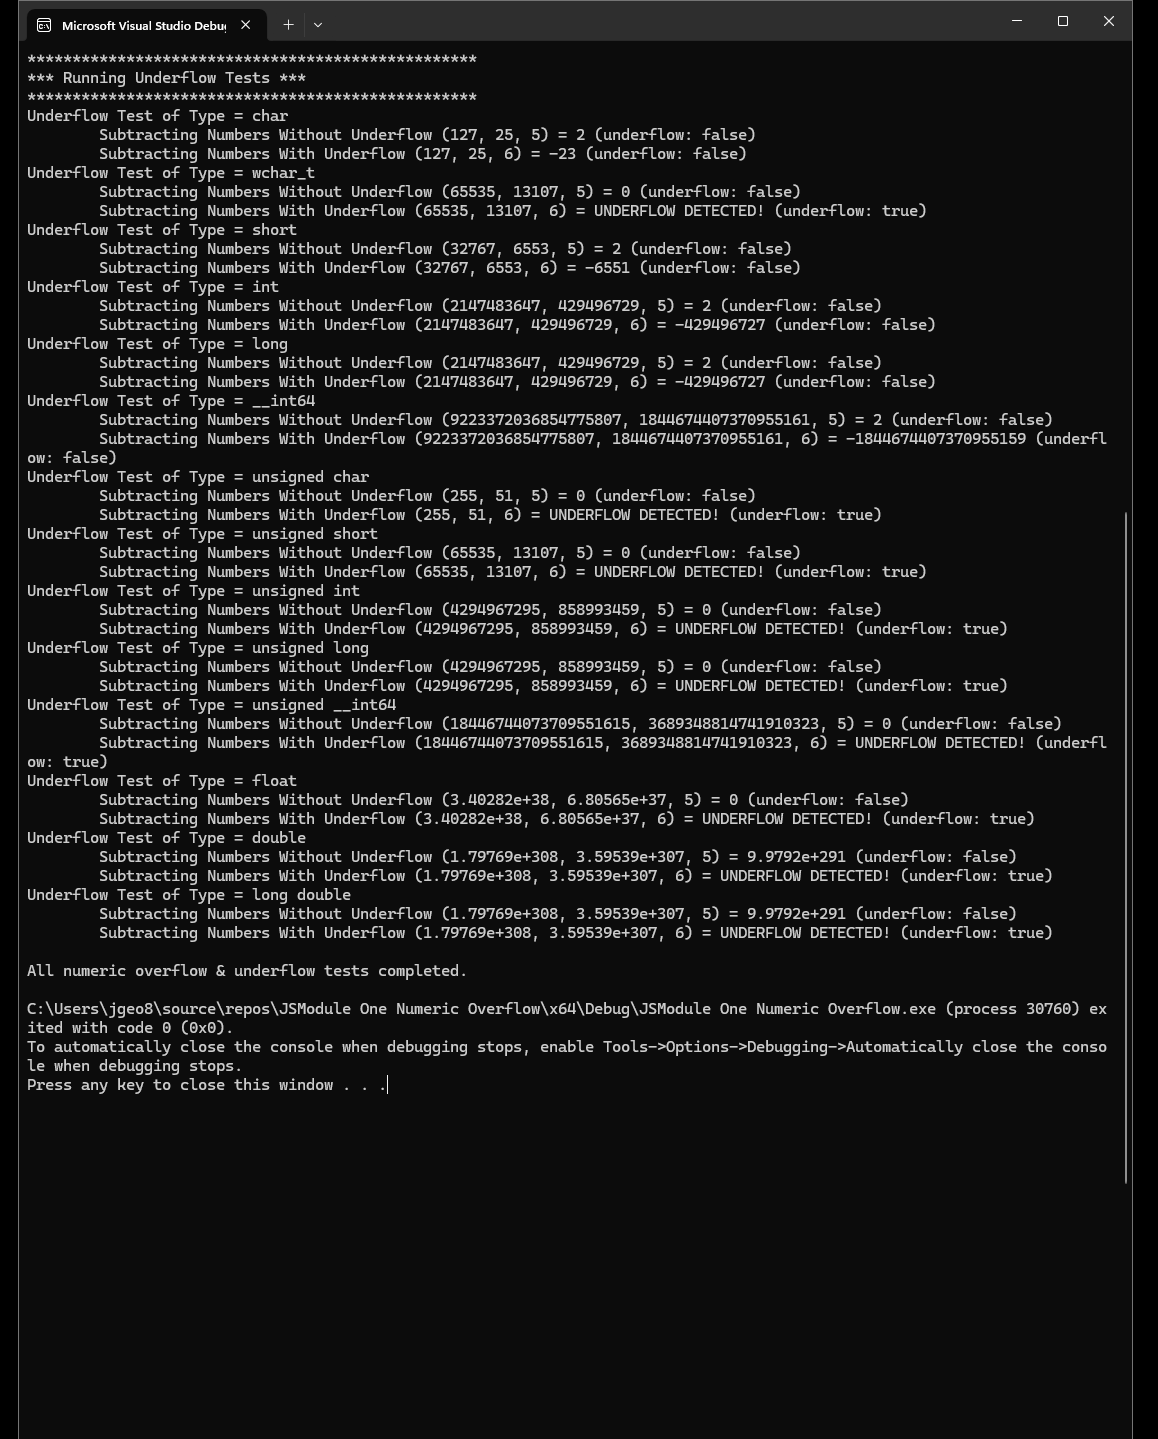 Microsoft Visual Studio Debu
*** Running Underflow Tests ***
**************************************************
Underflow Test of Type = char
Subtracting Numbers Without Underflow (127, 25, 5) = 2 (underflow: false)
Subtracting Numbers With Underflow (127, 25, 6) = -23 (underflow: false)
Underflow Test of Type = wchar_t
Subtracting Numbers Without Underflow (65535, 13107, 5) = 0 (underflow: false)
Subtracting Numbers With Underflow (65535, 13107, 6) = UNDERFLOW DETECTED! (underflow: true)
Underflow Test of Type = short
Subtracting Numbers Without Underflow (32767, 6553, 5) = 2 (underflow: false)
Subtracting Numbers With Underflow (32767, 6553, 6) = -6551 (underflow: false)
Underflow Test of Type = int
Subtracting Numbers Without Underflow (2147483647, 429496729, 5) = 2 (underflow: false)
Subtracting Numbers With Underflow (2147483647, 429496729, 6) = -429496727 (underflow: false)
Underflow Test of Type = long
Subtracting Numbers Without Underflow (2147483647, 429496729, 5) = 2 (underflow: false)
Subtracting Numbers With Underflow (2147483647, 429496729, 6) = -429496727 (underflow: false)
Underflow Test of Type = __int64
Subtracting Numbers Without Underflow (9223372036854775807, 1844674407370955161, 5) = 2 (underflow: false)
Subtracting Numbers With Underflow (9223372036854775807, 1844674407370955161, 6) = -1844674407370955159 (underfl
ow: false)
Underflow Test of Type = unsigned char
Subtracting Numbers Without Underflow (255, 51, 5) = 0 (underflow: false)
Subtracting Numbers With Underflow (255, 51, 6) = UNDERFLOW DETECTED! (underflow: true)
Underflow Test of Type = unsigned short
Subtracting Numbers Without Underflow (65535, 13107, 5) = 0 (underflow: false)
Subtracting Numbers With Underflow (65535, 13107, 6) = UNDERFLOW DETECTED! (underflow: true)
Underflow Test of Type = unsigned int
Subtracting Numbers Without Underflow (4294967295, 858993459, 5) = 0 (underflow: false)
Subtracting Numbers With Underflow (4294967295, 858993459, 6) = UNDERFLOW DETECTED! (underflow: true)
Underflow Test of Type = unsigned long
Subtracting Numbers Without Underflow (4294967295, 858993459, 5) = 0 (underflow: false)
Subtracting Numbers With Underflow (4294967295, 858993459, 6) = UNDERFLOW DETECTED! (underflow: true)
Underflow Test of Type = unsigned __int64
Subtracting Numbers Without Underflow (18446744073709551615, 3689348814741910323, 5) = 0 (underflow: false)
Subtracting Numbers With Underflow (18446744073709551615, 3689348814741910323, 6) = UNDERFLOW DETECTED! (underfl
ow: true)
Underflow Test of Type = float
Subtracting Numbers Without Underflow (3.40282e+38, 6.80565e+37, 5) = 0 (underflow: false)
Subtracting Numbers With Underflow (3.40282e+38, 6.80565e+37, 6) = UNDERFLOW DETECTED! (underflow: true)
Underflow Test of Type = double
Subtracting Numbers Without Underflow (1.79769e+308, 3.59539e+307, 5) = 9.9792e+291 (underflow: false)
Subtracting Numbers With Underflow (1.79769e+308, 3.59539e+307, 6) = UNDERFLOW DETECTED! (underflow: true)
Underflow Test of Type = long double
Subtracting Numbers Without Underflow (1.79769e+308, 3.59539e+307, 5) = 9.9792e+291 (underflow: false)
Subtracting Numbers With Underflow (1.79769e+308, 3.59539e+307, 6) = UNDERFLOW DETECTED! (underflow: true)
All numeric overflow & underflow tests completed.
C:\Users\jgeo8\source\repos\JSModule One Numeric Overflow\x64\Debug\JSModule One Numeric Overflow.exe (process 30760) ex
ited with code 0 (0x0).
To automatically close the console when debugging stops, enable Tools->Options->Debugging->Automatically close the conso
le when debugging stops.
Press any key to close this window . . .